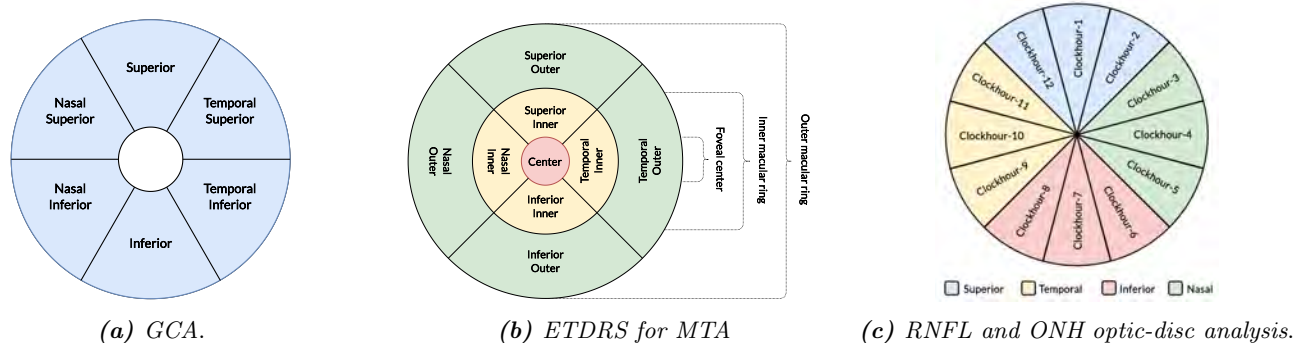 Superior
Nasal
Superior
Temporal
Superior
Nasal
Inferior
Temporal
Inferior
Inferior
(a) GCA.
Superior
Outer
Superior
Inner
Nasal
Outer
Nasal
Inner
Center
Temporal
Inner
Temporal
Outer
Inferior
Inner
Inferior
Outer
Foveal center
Inner macular ring
Outer macular ring
(b) ETDRS for MTA
Clockhour-12
Clockhour-1
Clockhour-2
Clockhour-11
Clockhour-3
Clockhour-10
Clockhour-4
Clockhour-9
Clockhour-5
Clockhour-8
Clockhour-7
Clockhour-6
Superior Temporal Inferior Nasal
(c) RNFL and ONH optic-disc analysis.